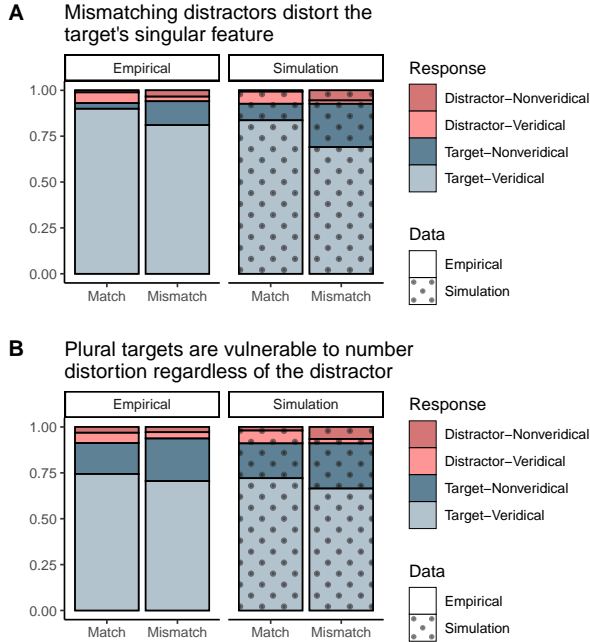 A
Mismatching distractors distort the
target's singular feature
Empirical
Simulation
1.00
0.75
0.50
0.25
0.00
Match
Mismatch
Match
Mismatch
Response
Distractor−Nonveridical
Distractor−Veridical
Target−Nonveridical
Target−Veridical
Data
Empirical
Simulation
B
Plural targets are vulnerable to number
distortion regardless of the distractor
Empirical
Simulation
1.00
0.75
0.50
0.25
0.00
Match
Mismatch
Match
Mismatch
Response
Distractor−Nonveridical
Distractor−Veridical
Target−Nonveridical
Target−Veridical
Data
Empirical
Simulation